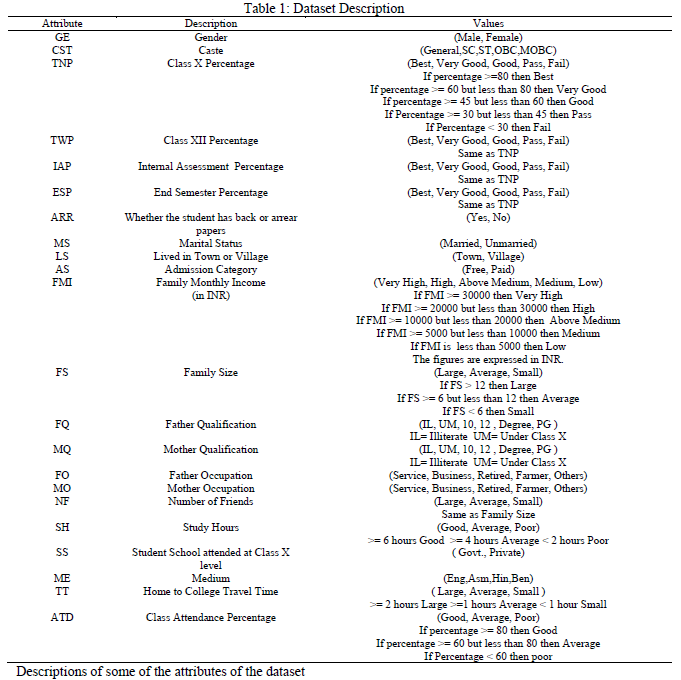 Table 1: Dataset Description
Attribute Description Values
GE Gender (Male, Female)
CST Caste (General,SC,ST,OBC,MOBC)
TNP Class X Percentage (Best, Very Good, Good, Pass, Fail)
If percentage >=80 then Best
If percentage >= 60 but less than 80 then Very Good
If percentage >= 45 but less than 60 then Good
If Percentage >= 30 but less than 45 then Pass
If Percentage < 30 then Fail
TWP Class XII Percentage (Best, Very Good, Good, Pass, Fail)
Same as TNP
IAP Internal Assessment Percentage (Best, Very Good, Good, Pass, Fail)
Same as TNP
ESP End Semester Percentage (Best, Very Good, Good, Pass, Fail)
Same as TNP
ARR Whether the student has back or arrear (Yes, No)
papers
MS Marital Status (Married, Unmarried)
LS Lived in Town or Village (Town, Village)
AS Admission Category (Free, Paid)
FMI Family Monthly Income (Very High, High, Above Medium, Medium, Low)
(in INR) If FMI >= 30000 then Very High
If FMI >= 20000 but less than 30000 then High
If FMI >= 10000 but less than 20000 then Above Medium
If FMI >= 5000 but less than 10000 then Medium
If FMI is less than 5000 then Low
The figures are expressed in INR.
FS Family Size (Large, Average, Small)
If FS > 12 then Large
If FS >= 6 but less than 12 then Average
If FS < 6 then Small
FQ Father Qualification (IL, UM, 10, 12 , Degree, PG )
IL= Illiterate UM= Under Class X
MQ Mother Qualification (IL, UM, 10, 12 , Degree, PG )
IL= Illiterate UM= Under Class X
FO Father Occupation (Service, Business, Retired, Farmer, Others)
MO Mother Occupation (Service, Business, Retired, Farmer, Others)
NF Number of Friends (Large, Average, Small)
Same as Family Size
SH Study Hours (Good, Average, Poor)
>= 6 hours Good >= 4 hours Average < 2 hours Poor
SS Student School attended at Class X ( Govt., Private)
level
ME Medium (Eng,Asm,Hin,Ben)
TT Home to College Travel Time ( Large, Average, Small )
>= 2 hours Large >=1 hours Average < 1 hour Small
ATD Class Attendance Percentage (Good, Average, Poor)
If percentage >= 80 then Good
If percentage >= 60 but less than 80 then Average
If Percentage < 60 then poor
Descriptions of some of the attributes of the dataset